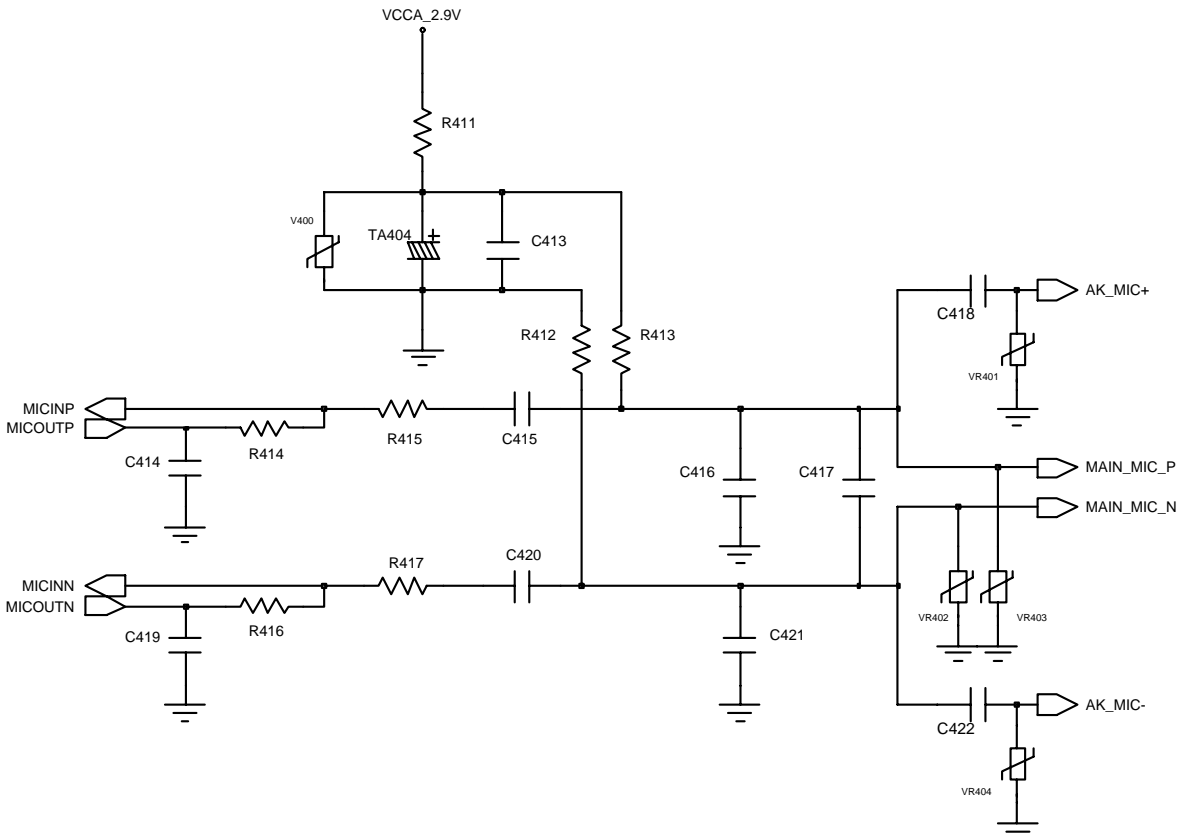 VCCA_2.9V
R411
V400
TA404
+
C413
R412
R413
C418
AK_MIC+
VR401
MICINP
MICOUTP
C414
R414
R415
C415
C416
C417
MAIN_MIC_P
MAIN_MIC_N
MICINN
MICOUTN
C419
R416
R417
C420
C421
VR402
VR403
C422
AK_MIC-
VR404